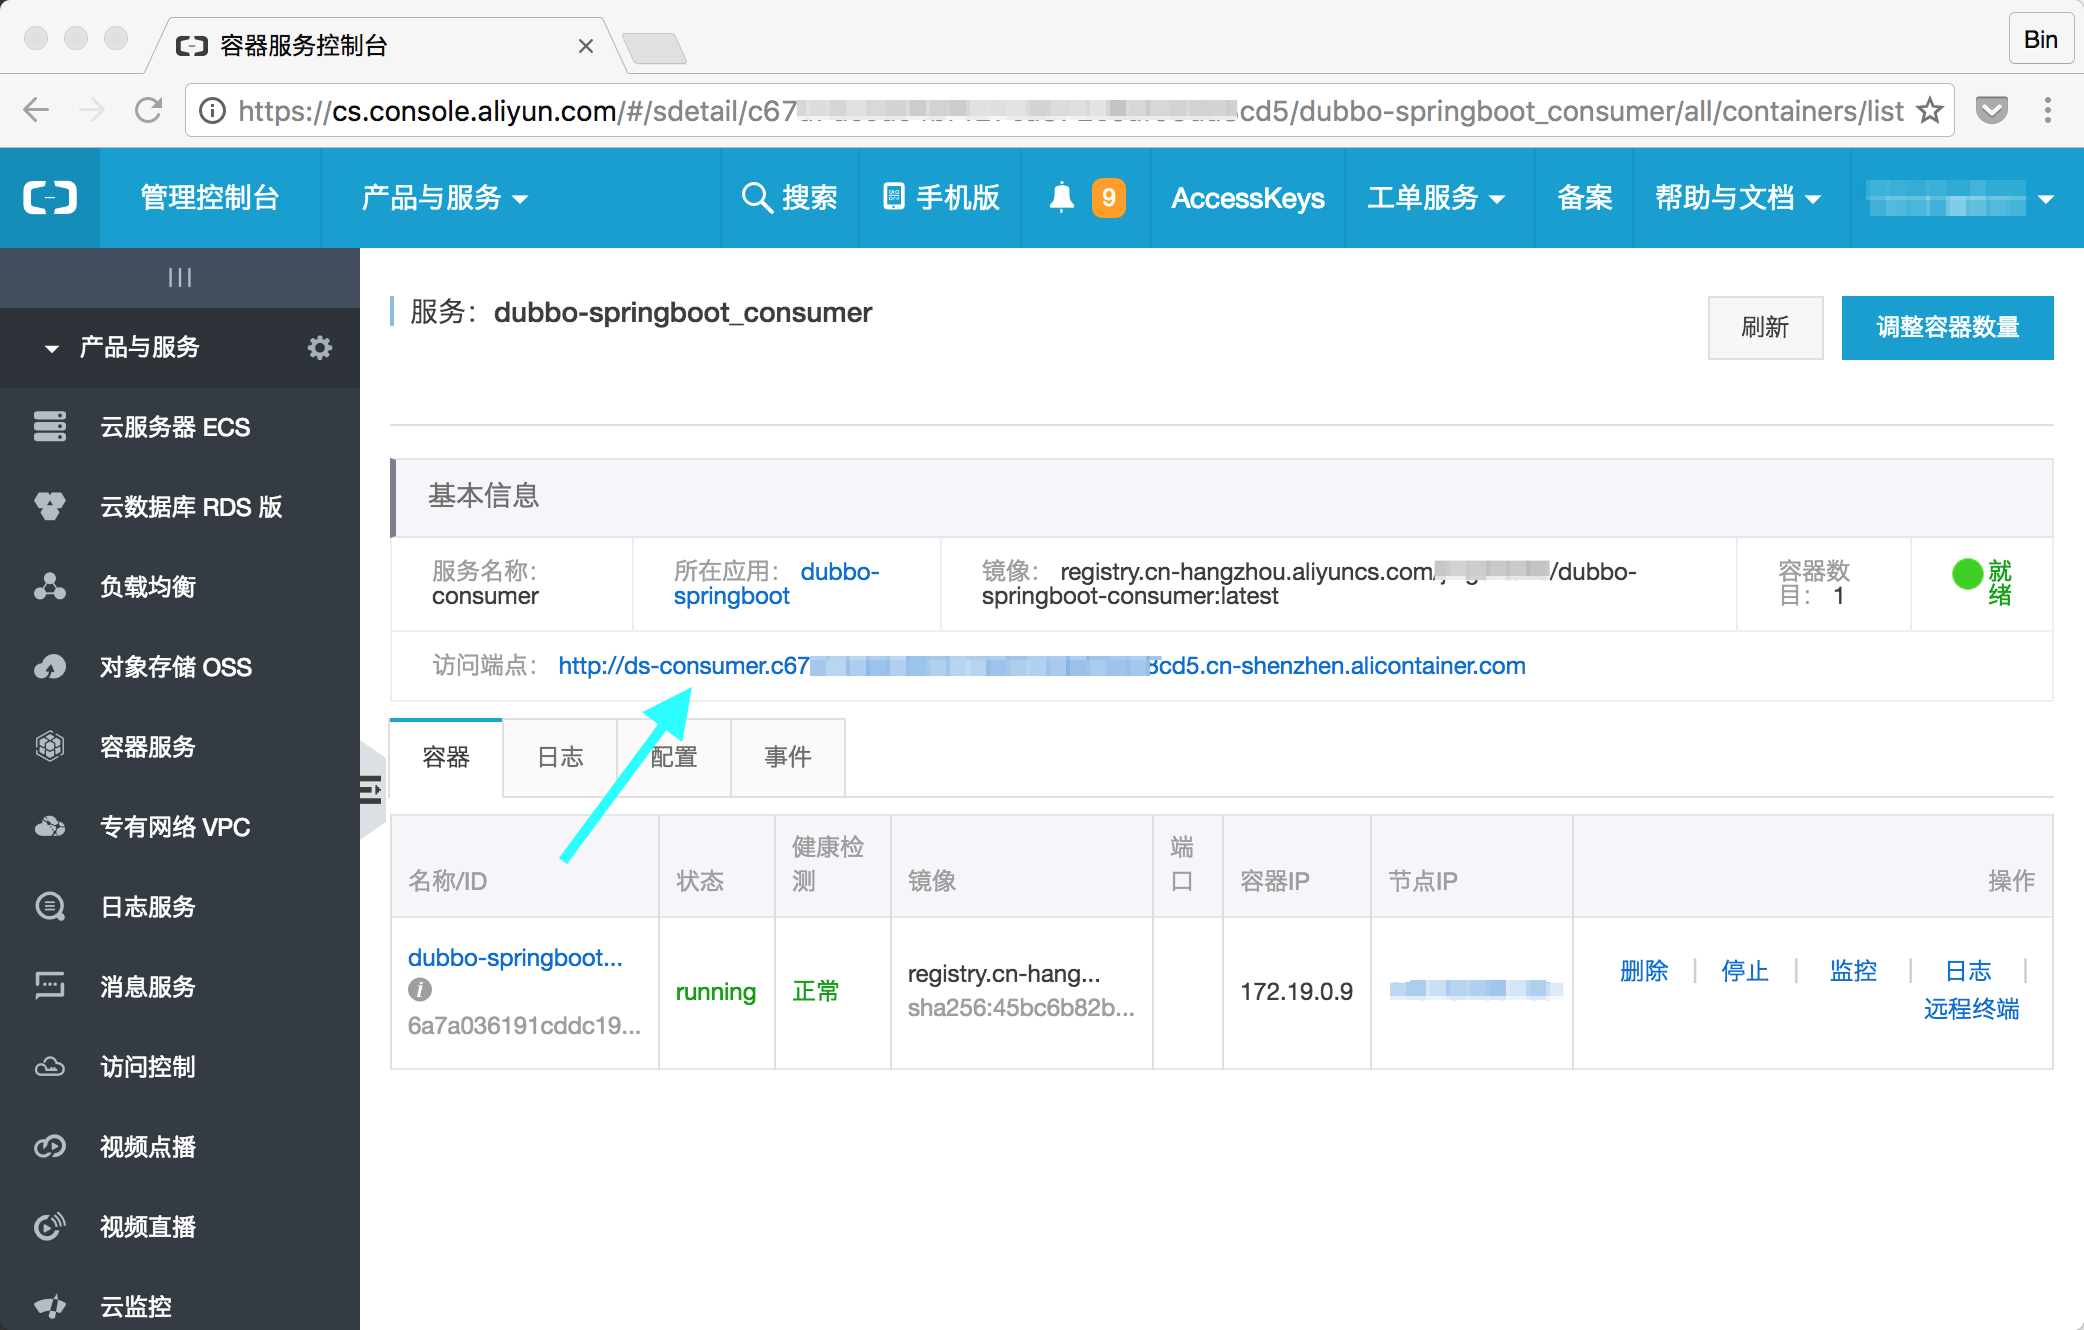 容器服务控制台
Bin
https://cs.console.aliyun.com/#/sdetail/c67 cd5/dubbo-springboot_consumer/all/containers/list
管理控制台 产品与服务 搜索 手机版 9 AccessKeys 工单服务 备案 帮助与文档
产品与服务
云服务器 ECS
云数据库 RDS 版
负载均衡
对象存储 OSS
容器服务
专有网络 VPC
日志服务
消息服务
访问控制
视频点播
视频直播
云监控
服务： dubbo-springboot_consumer
刷新 调整容器数量
基本信息
服务名称：
consumer
所在应用： dubbo-
springboot
镜像： registry.cn-hangzhou.aliyuncs.com/ /dubbo-
springboot-consumer:latest
容器数
目： 1
就
绪
访问端点： http://ds-consumer.c67 3cd5.cn-shenzhen.alicontainer.com
容器 日志 配置 事件
名称/ID 状态
健康检
测
镜像
端
口
容器IP 节点IP 操作
dubbo-springboot...
6a7a036191cddc19...
running 正常
registry.cn-hang...
sha256:45bc6b82b...
172.19.0.9
删除 | 停止 | 监控 | 日志 |
远程终端